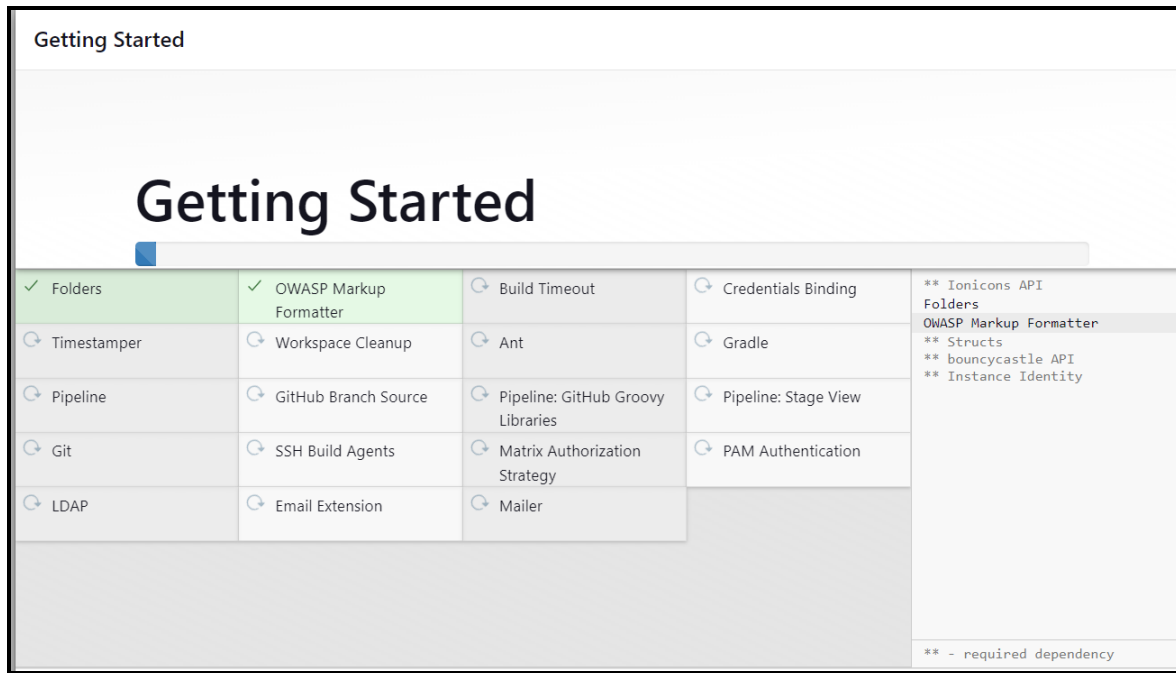 Getting Started
Getting Started
Folders
OWASP Markup
Formatter
Build Timeout
Credentials Binding
Timestamper
Workspace Cleanup
Ant
Gradle
Pipeline
GitHub Branch Source
Pipeline: GitHub Groovy
Libraries
Pipeline: Stage View
Git
SSH Build Agents
Matrix Authorization
Strategy
PAM Authentication
LDAP
Email Extension
Mailer
** Ionicons API
Folders
OWASP Markup Formatter
** Structs
** bouncycastle API
** Instance Identity
** - required dependency